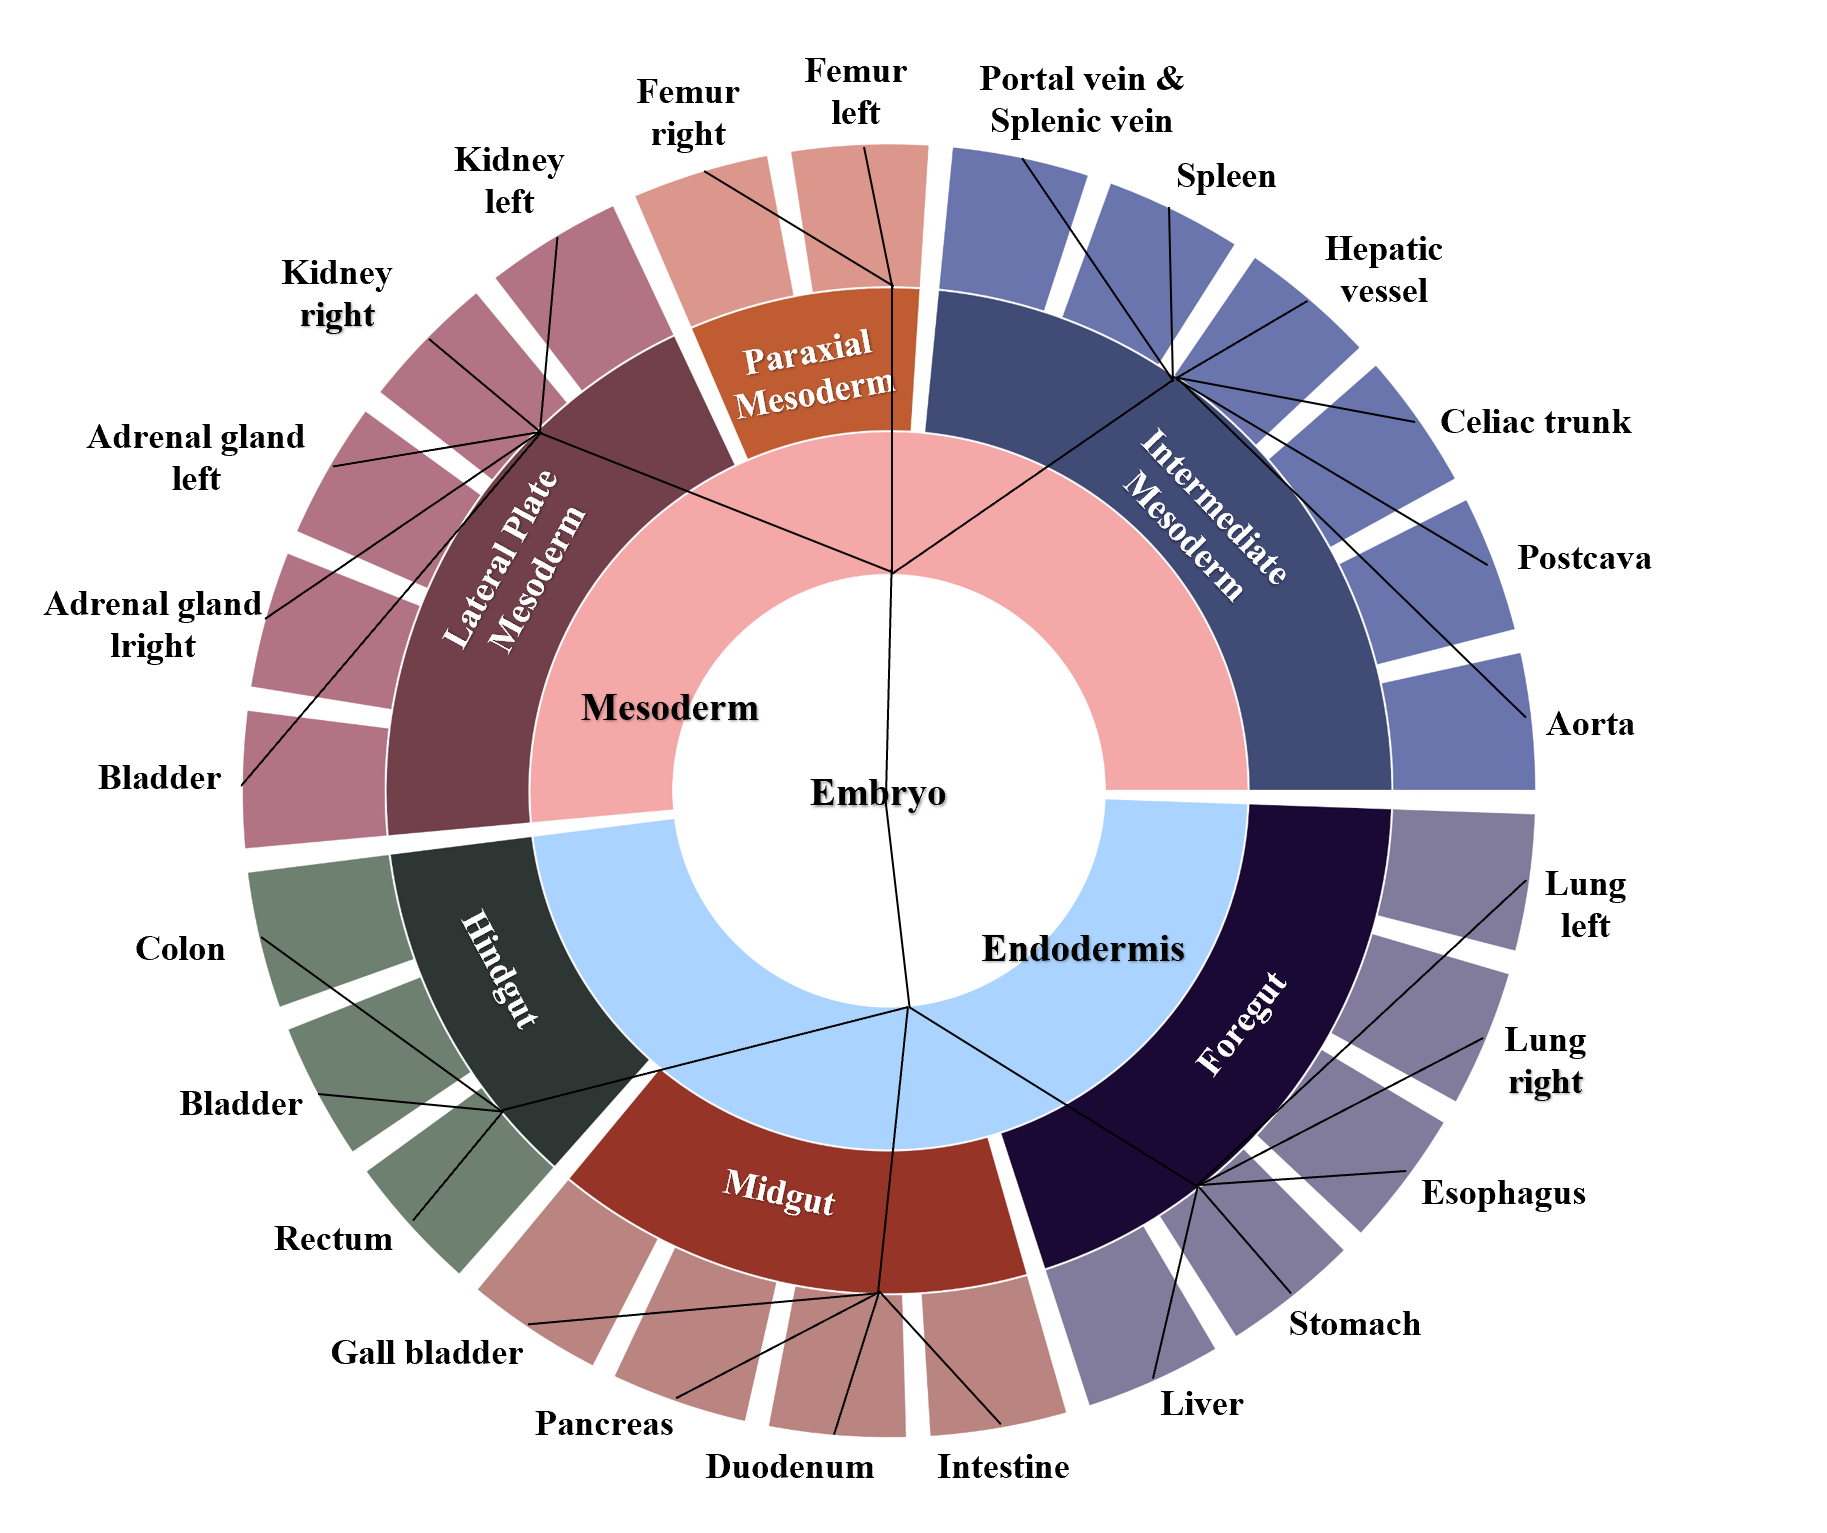 Femur
left
Portal vein &
Splenic vein
Femur
right
Kidney
left
Spleen
Hepatic
vessel
Kidney
right
Paraxial
Mesoderm
Celiac trunk
Adrenal gland
left
Intermediate
Mesoderm
Lateral Plate
Mesoderm
Postcava
Adrenal gland
lright
Mesoderm
Aorta
Bladder
Embryo
Lung
left
Colon
Hindgut
Endodermis
Foregut
Lung
right
Bladder
Midgut
Esophagus
Rectum
Stomach
Gall bladder
Liver
Pancreas
Duodenum
Intestine